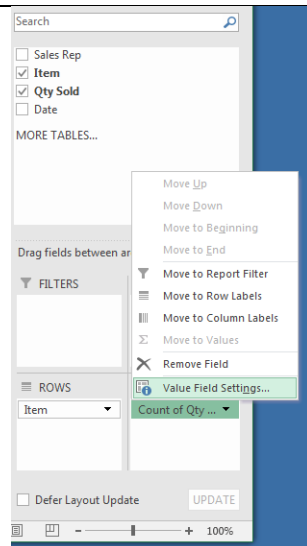 Search
Sales Rep
Item
Qty Sold
Date
MORE TABLES...
Move Up
Move Down
Move to Beginning
Move to End
Move to Report Filter
Move to Row Labels
Move to Column Labels
Move to Values
Remove Field
Value Field Settings...
Drag fields between ar
FILTERS
ROWS
Item
Count of Qty ...
Defer Layout Update
UPDATE
- + 100%